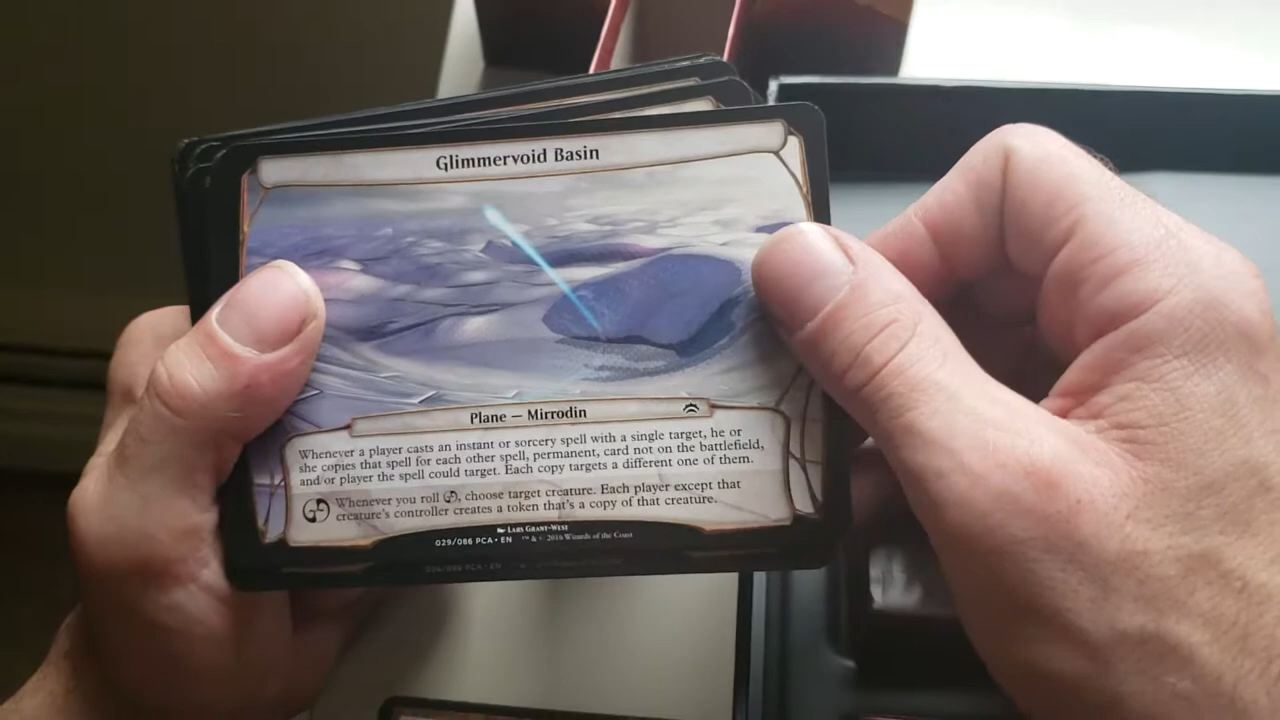 Glimmervoid Basin
Plane — Mirrodin
Whenever a player casts an instant or sorcery spell with a single target, he or
she copies that spell for each other spell, permanent, card not on the battlefield,
and/or player the spell could target. Each copy targets a different one of them.
Whenever you roll , choose target creature. Each player except that
creature's controller creates a token that's a copy of that creature.
Lars Grant-West
029/086 PCA • EN ™ & © 2016 Wizards of the Coast